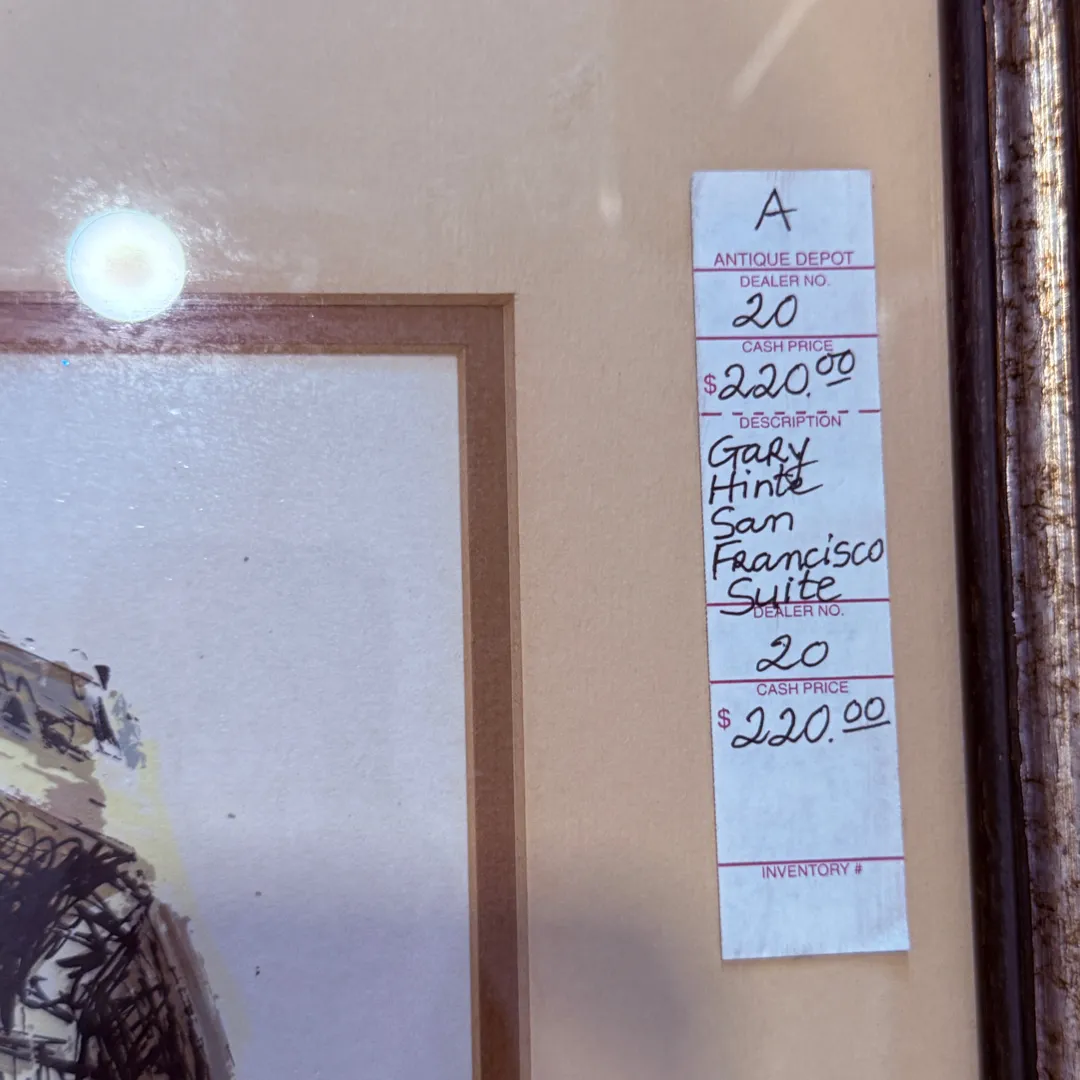 A
ANTIQUE DEPOT
DEALER NO.
20
CASH PRICE
$220.00
DESCRIPTION
Gary
Hinte
San
Francisco
Suite
DEALER NO.
20
CASH PRICE
$220.00
INVENTORY #